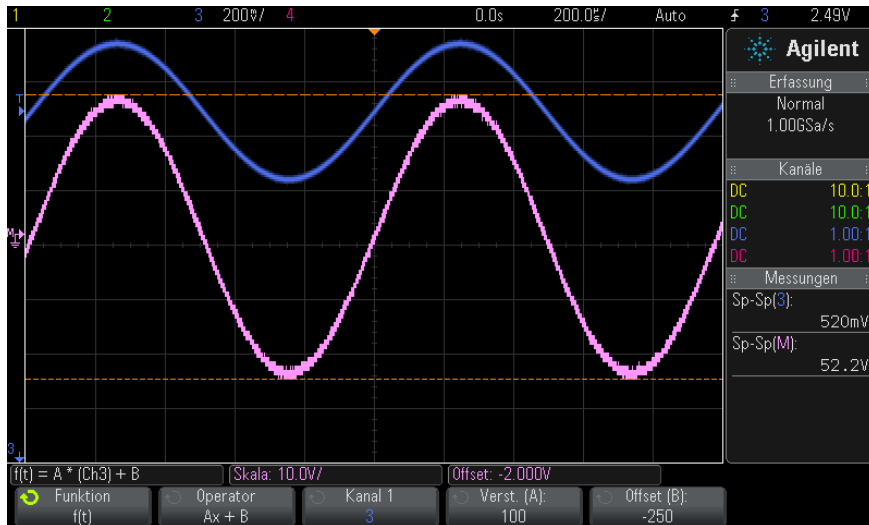 1 2 3 200♉/ 4 0.0s 200.0㎲/ Auto 3 2.49V
Agilent
Erfassung
Normal
1.00GSa/s
Kanäle
DC 10.0:1
DC 10.0:1
DC 1.00:1
DC 1.00:1
Messungen
Sp-Sp(3):
520mV
Sp-Sp(M):
52.2V
T
M
3
f(t) = A * (Ch3) + B Skala: 10.0V/ Offset: -2.000V
Funktion Operator Kanal 1 Verst. (A): Offset (B):
f(t) Ax + B 3 100 -250